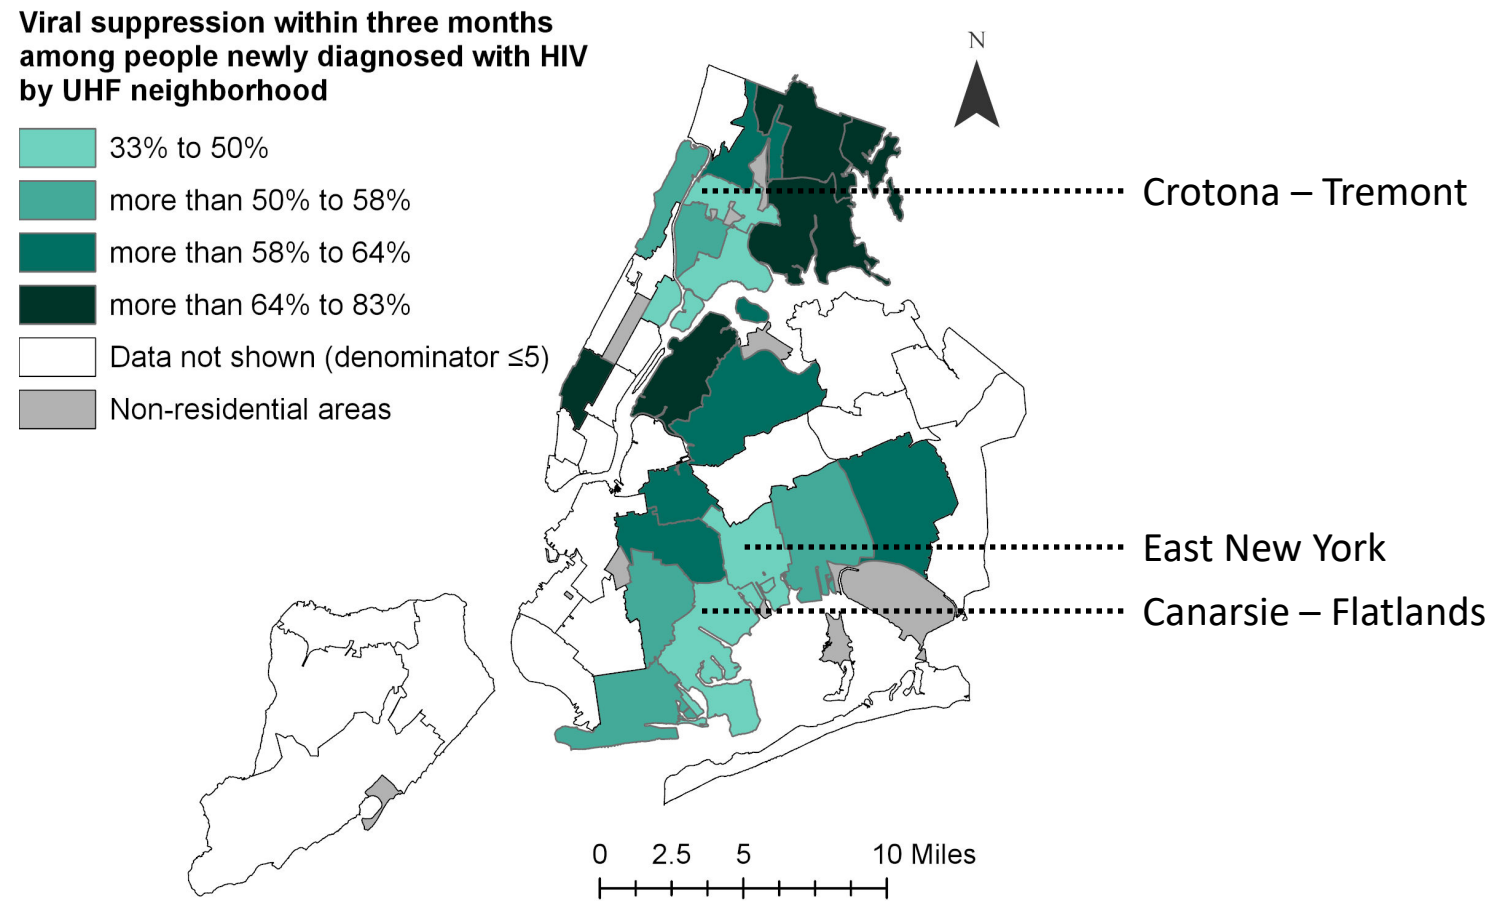 Viral suppression within three months
among people newly diagnosed with HIV
by UHF neighborhood
33% to 50%
more than 50% to 58%
more than 58% to 64%
more than 64% to 83%
Data not shown (denominator ≤5)
Non-residential areas
N
Crotona – Tremont
East New York
Canarsie – Flatlands
0 2.5 5 10 Miles